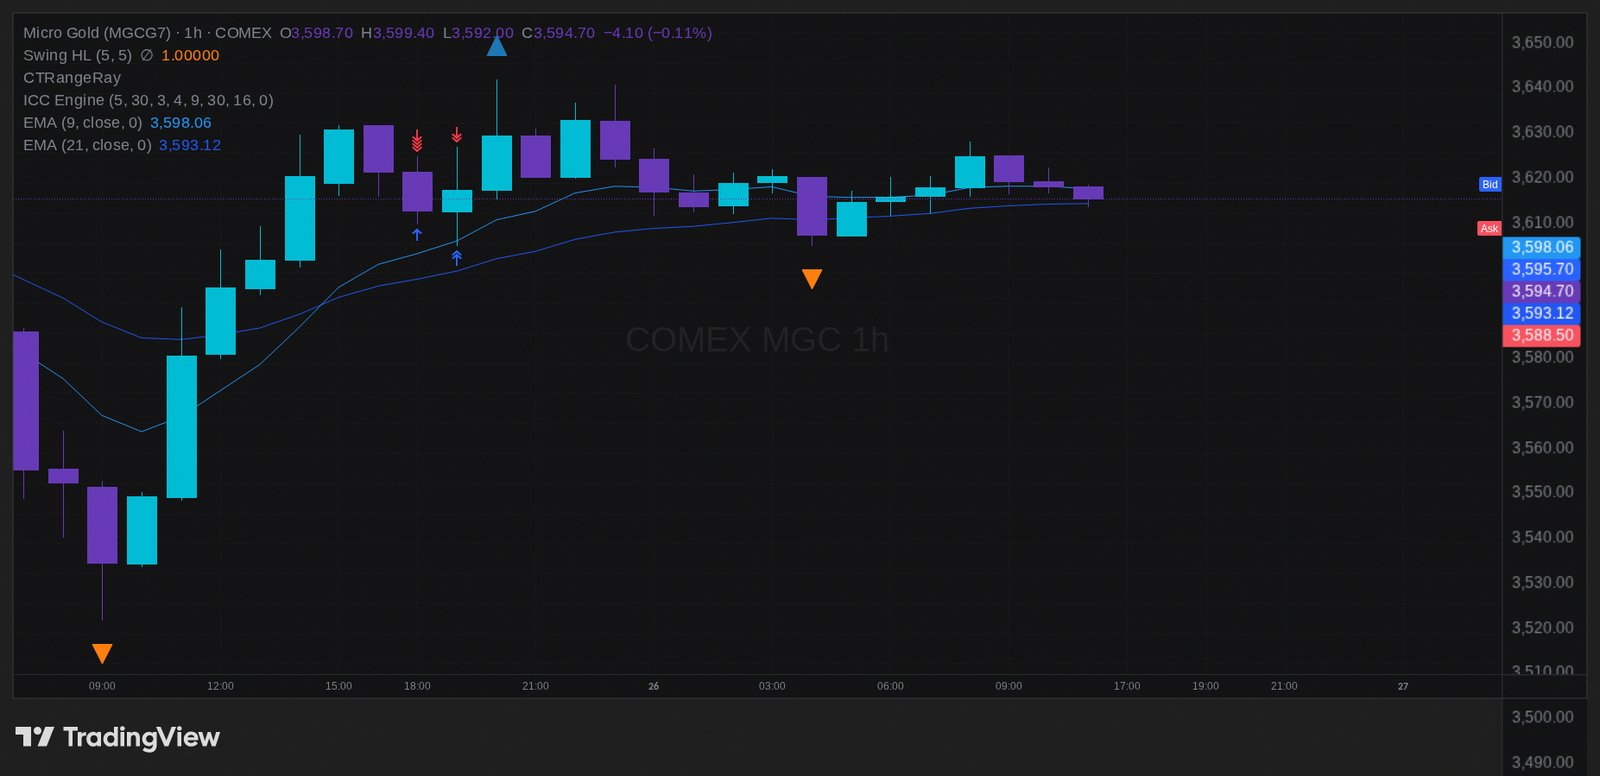 Micro Gold (MGCG7) · 1h · COMEX O3,598.70 H3,599.40 L3,592.00 C3,594.70 −4.10 (−0.11%)
Swing HL (5, 5) ∅ 1.00000
CTRangeRay
ICC Engine (5, 30, 3, 4, 9, 30, 16, 0)
EMA (9, close, 0) 3,598.06
EMA (21, close, 0) 3,593.12
3,650.00
3,640.00
3,630.00
3,620.00
Bid
3,610.00
Ask
3,598.06
3,595.70
3,594.70
3,593.12
3,588.50
COMEX MGC 1h
3,580.00
3,570.00
3,560.00
3,550.00
3,540.00
3,530.00
3,520.00
3,510.00
09:00 12:00 15:00 18:00 21:00 26 03:00 06:00 09:00 17:00 19:00 21:00 27
3,500.00
TradingView
3,490.00